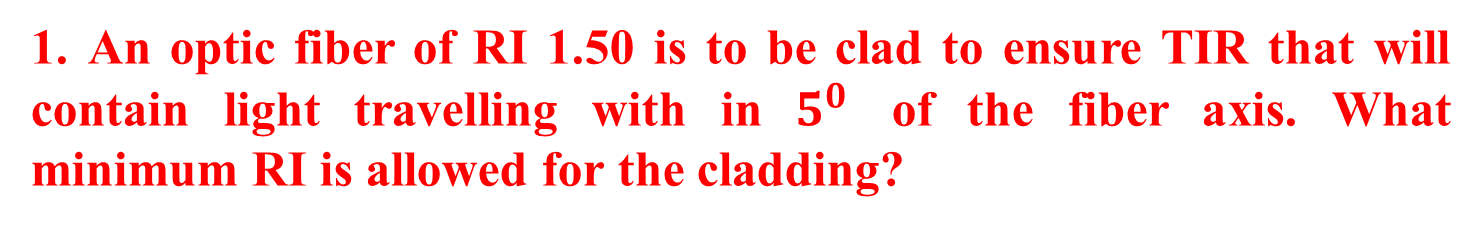 1. An optic fiber of RI 1.50 is to be clad to ensure TIR that will
contain light travelling with in 5⁰ of the fiber axis. What
minimum RI is allowed for the cladding?